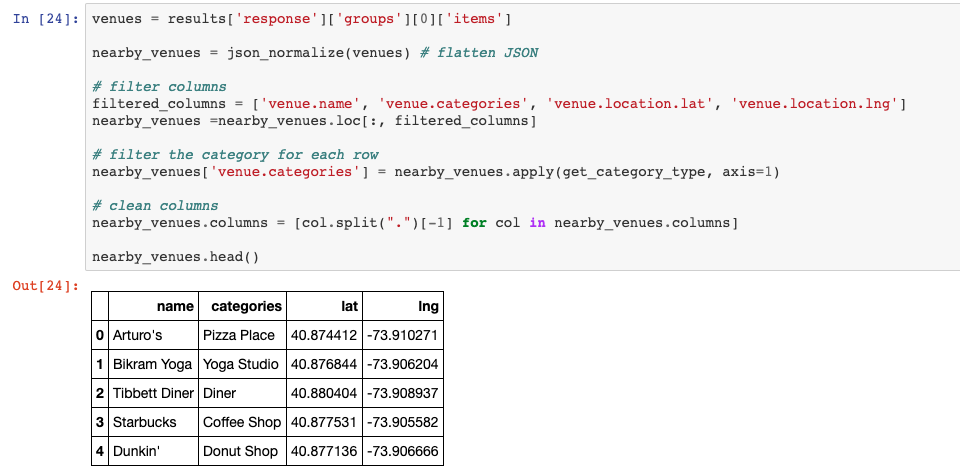 In [24]: venues = results['response']['groups'][0]['items']
nearby_venues = json_normalize(venues) # flatten JSON
# filter columns
filtered_columns = ['venue.name', 'venue.categories', 'venue.location.lat', 'venue.location.lng']
nearby_venues =nearby_venues.loc[:, filtered_columns]
# filter the category for each row
nearby_venues['venue.categories'] = nearby_venues.apply(get_category_type, axis=1)
# clean columns
nearby_venues.columns = [col.split(".")[-1] for col in nearby_venues.columns]
nearby_venues.head()
Out[24]:
name categories lat lng
0 Arturo's Pizza Place 40.874412 -73.910271
1 Bikram Yoga Yoga Studio 40.876844 -73.906204
2 Tibbett Diner Diner 40.880404 -73.908937
3 Starbucks Coffee Shop 40.877531 -73.905582
4 Dunkin' Donut Shop 40.877136 -73.906666